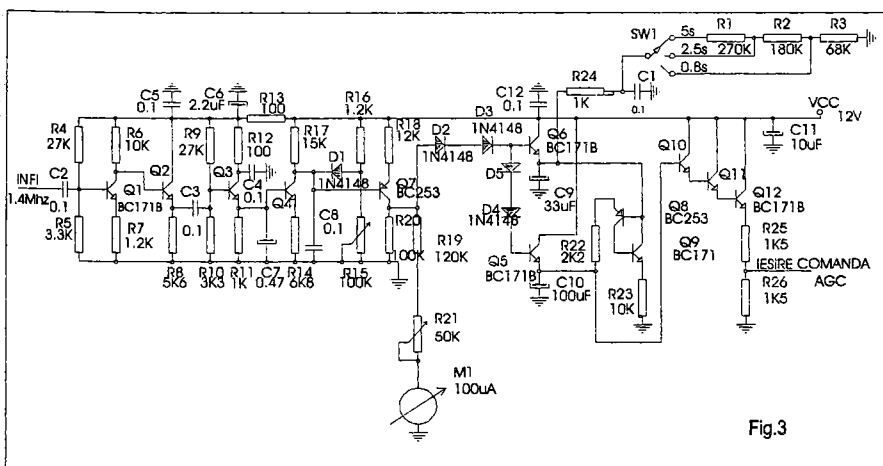 SW1
5s
R1
270K
R2
180K
R3
68K
2.5s
0.8s
R24
1K
C1
0.1
C5
0.1
C6
2.2uF
R13
100
R16
1.2K
C12
0.1
VCC
12V
R4
27K
R6
10K
R9
27K
R12
100
R17
15K
R18
12K
D1
1N4148
D2
1N4148
D3
1N4148
Q6
BC171B
C11
10uF
INFI
1.4Mhz
C2
0.1
Q1
BC171B
Q2
C3
0.1
Q3
C4
0.1
Q4
Q7
BC253
D5
D4
1N4148
C9
33uF
Q10
Q11
Q12
BC171B
R5
3.3K
R7
1.2K
R8
5K6
R10
3K3
R11
1K
C7
0.47
R14
6K8
C8
0.1
R15
100K
R20
100K
R19
120K
Q5
BC171B
C10
100uF
R22
2K2
Q8
BC253
Q9
BC171
R23
10K
R25
1K5
IESIRE COMANDA
AGC
R26
1K5
R21
50K
M1
100uA
Fig.3